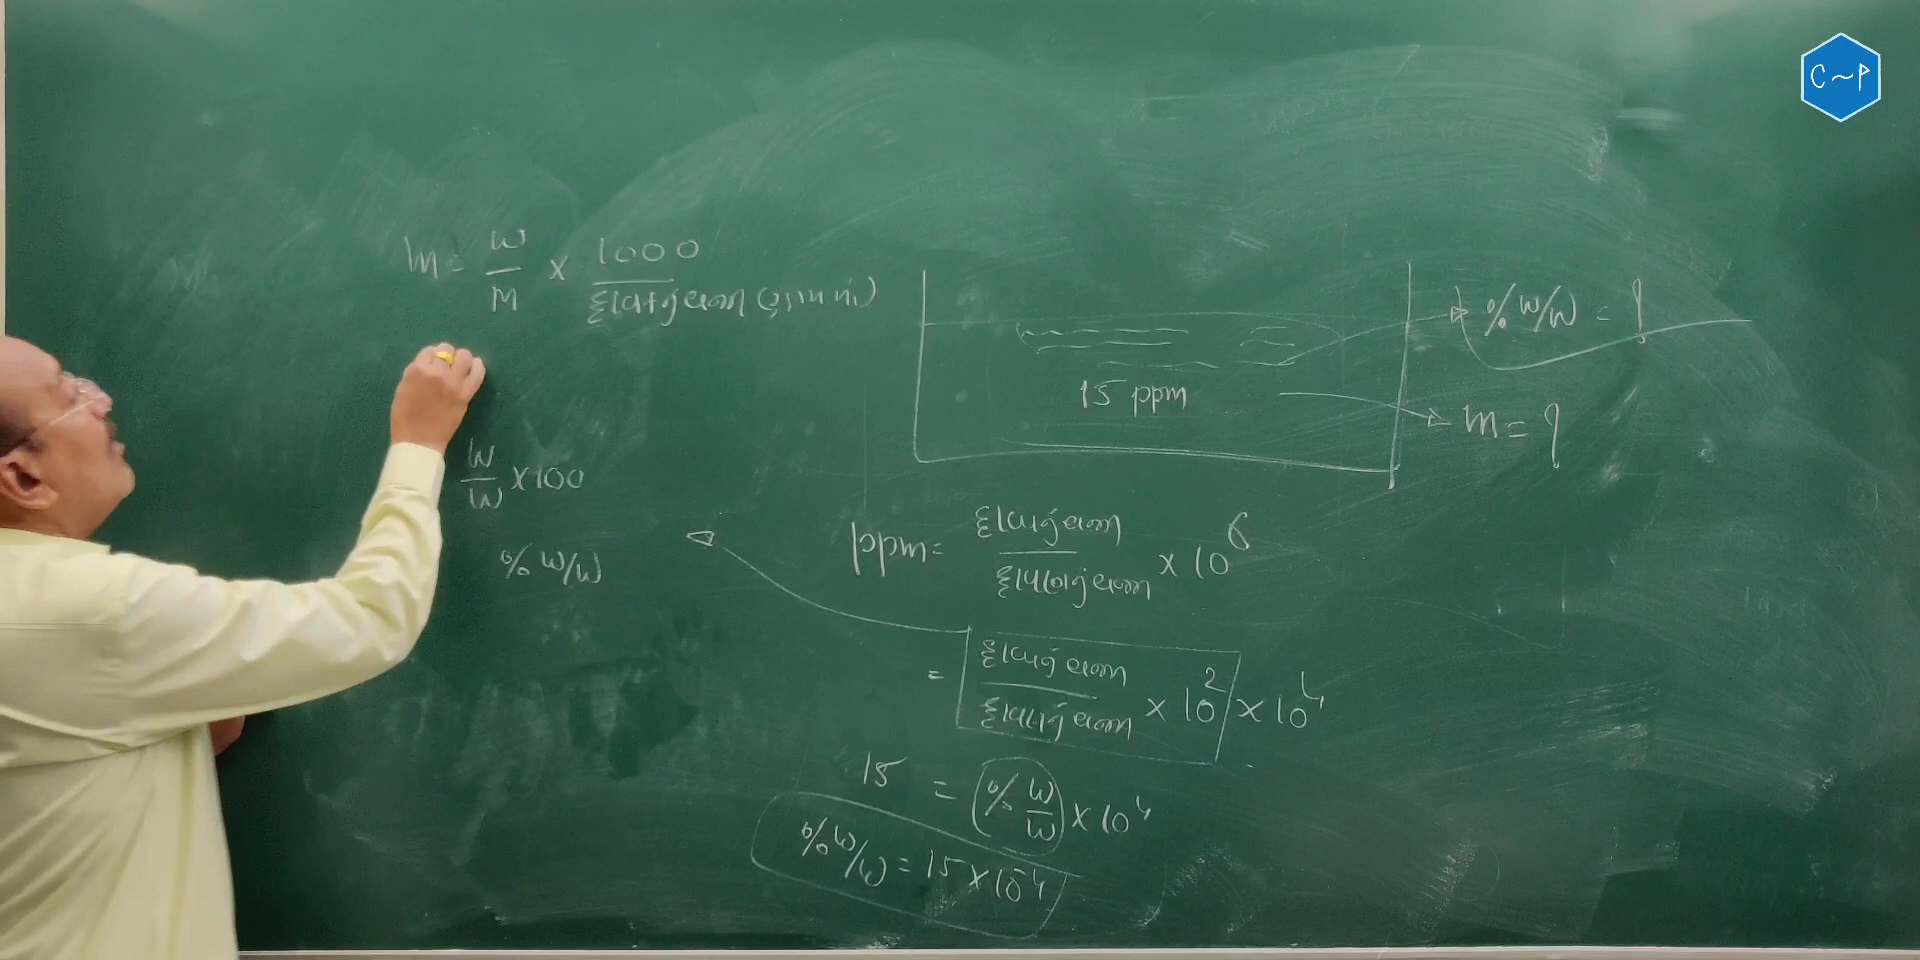 C~P
m = W/M × 1000/દ્રાવકનું વજન (ગ્રામમાં)
W/W × 100
% W/W
15 ppm
% W/W = ?
m = ?
ppm = દ્રાવ્યનું વજન/દ્રાવણનું વજન × 10⁶
= દ્રાવ્યનું વજન/દ્રાવણનું વજન × 10² × 10⁴
15 = % W/W × 10⁴
% W/W = 15 × 10⁻⁴